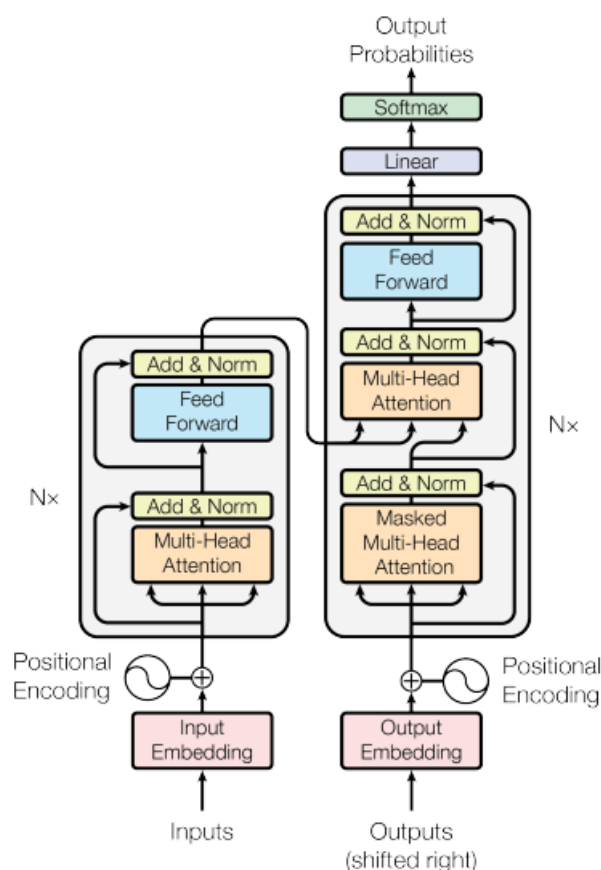 Output
Probabilities
Softmax
Linear
Add & Norm
Feed
Forward
Add & Norm
Multi-Head
Attention
Nx
Add & Norm
Masked
Multi-Head
Attention
Add & Norm
Feed
Forward
Nx
Add & Norm
Multi-Head
Attention
Positional
Encoding
Positional
Encoding
Input
Embedding
Output
Embedding
Inputs
Outputs
(shifted right)